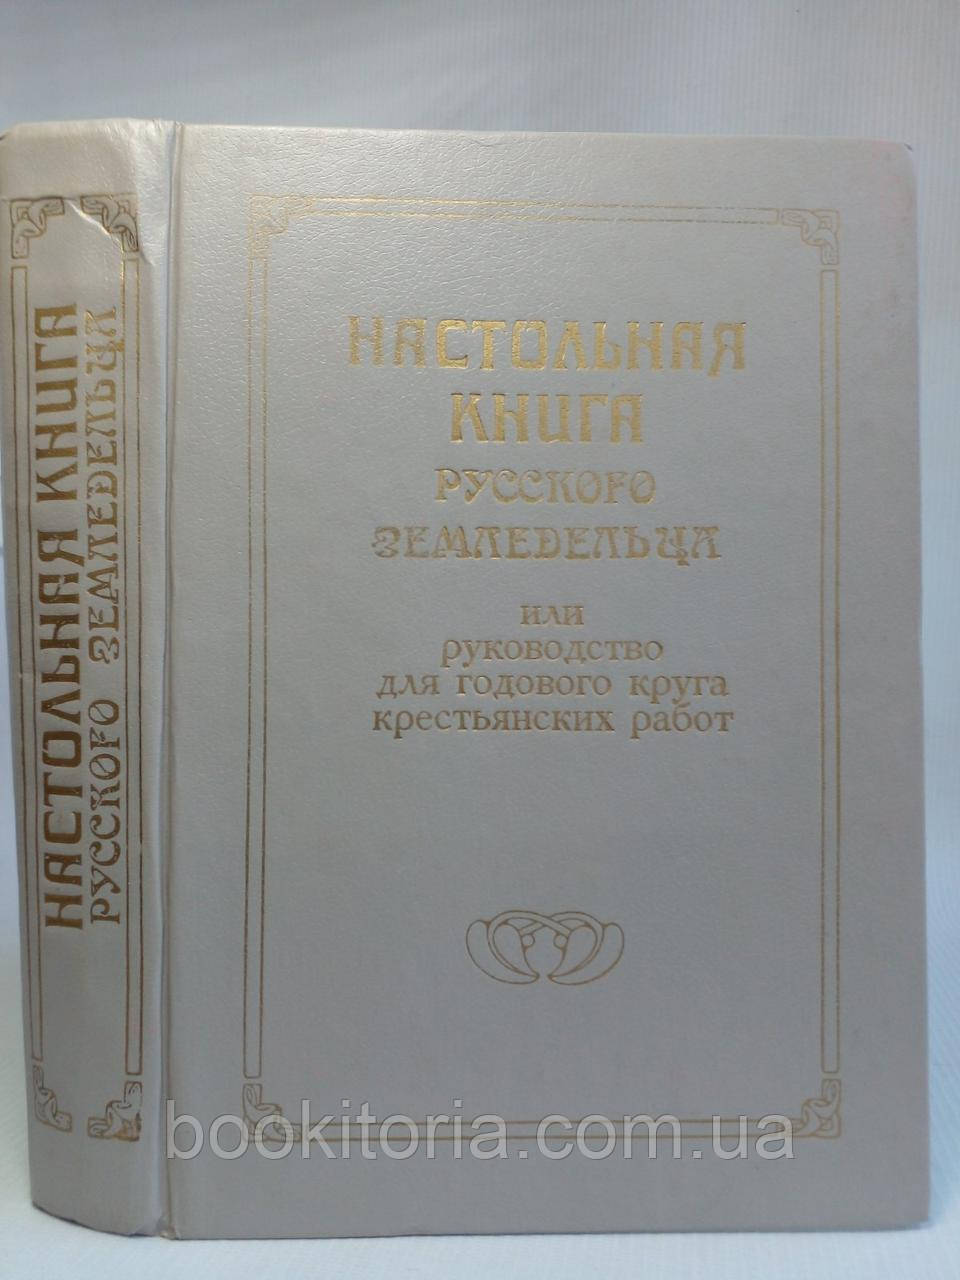 НАСТОЛЬНАЯ КНИГА
РУССКОГО ЗЕМЛЕДЕЛЬЦА
НАСТОЛЬНАЯ
КНИГА
РУССКОГО
ЗЕМЛЕДЕЛЬЦА
или
руководство
для годового круга
крестьянских работ
bookitoria.com.ua